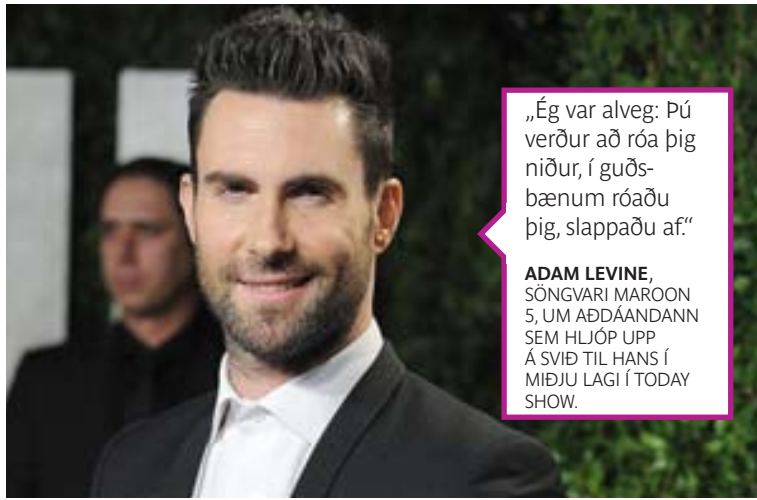 „Ég var alveg: Þú
verður að róa þig
niður, í guðs-
bænum róaðu
þig, slappaðu af.“
ADAM LEVINE,
SÖNGVARI MAROON
5, UM AÐDÁANDANN
SEM HLJÓP UPP
Á SVIÐ TIL HANS Í
MIÐJU LAGI Í TODAY
SHOW.